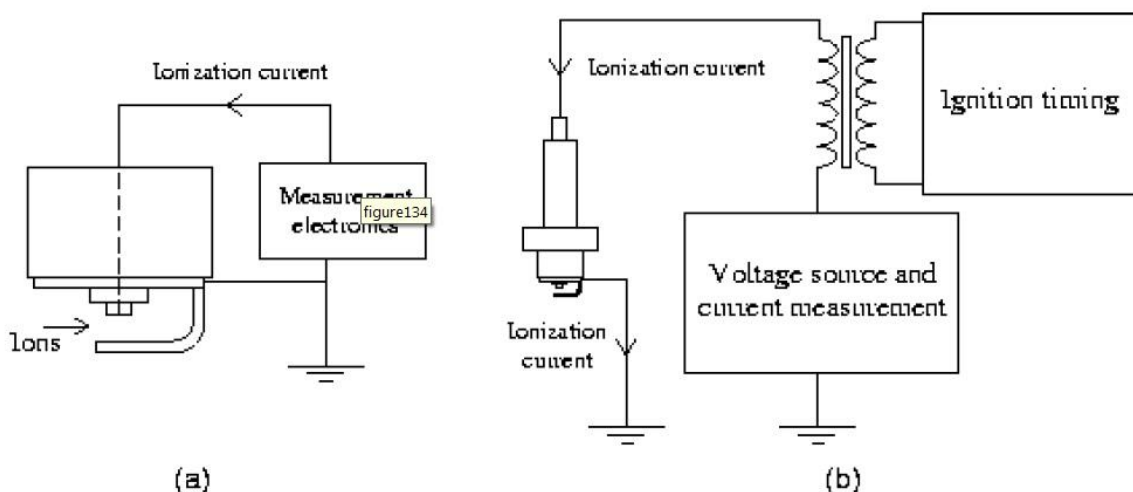 Ionization current
Measurement
electronics
figure134
Ions
(a)
Ionization current
Ignition timing
Voltage source and
current measurement
Ionization
current
(b)